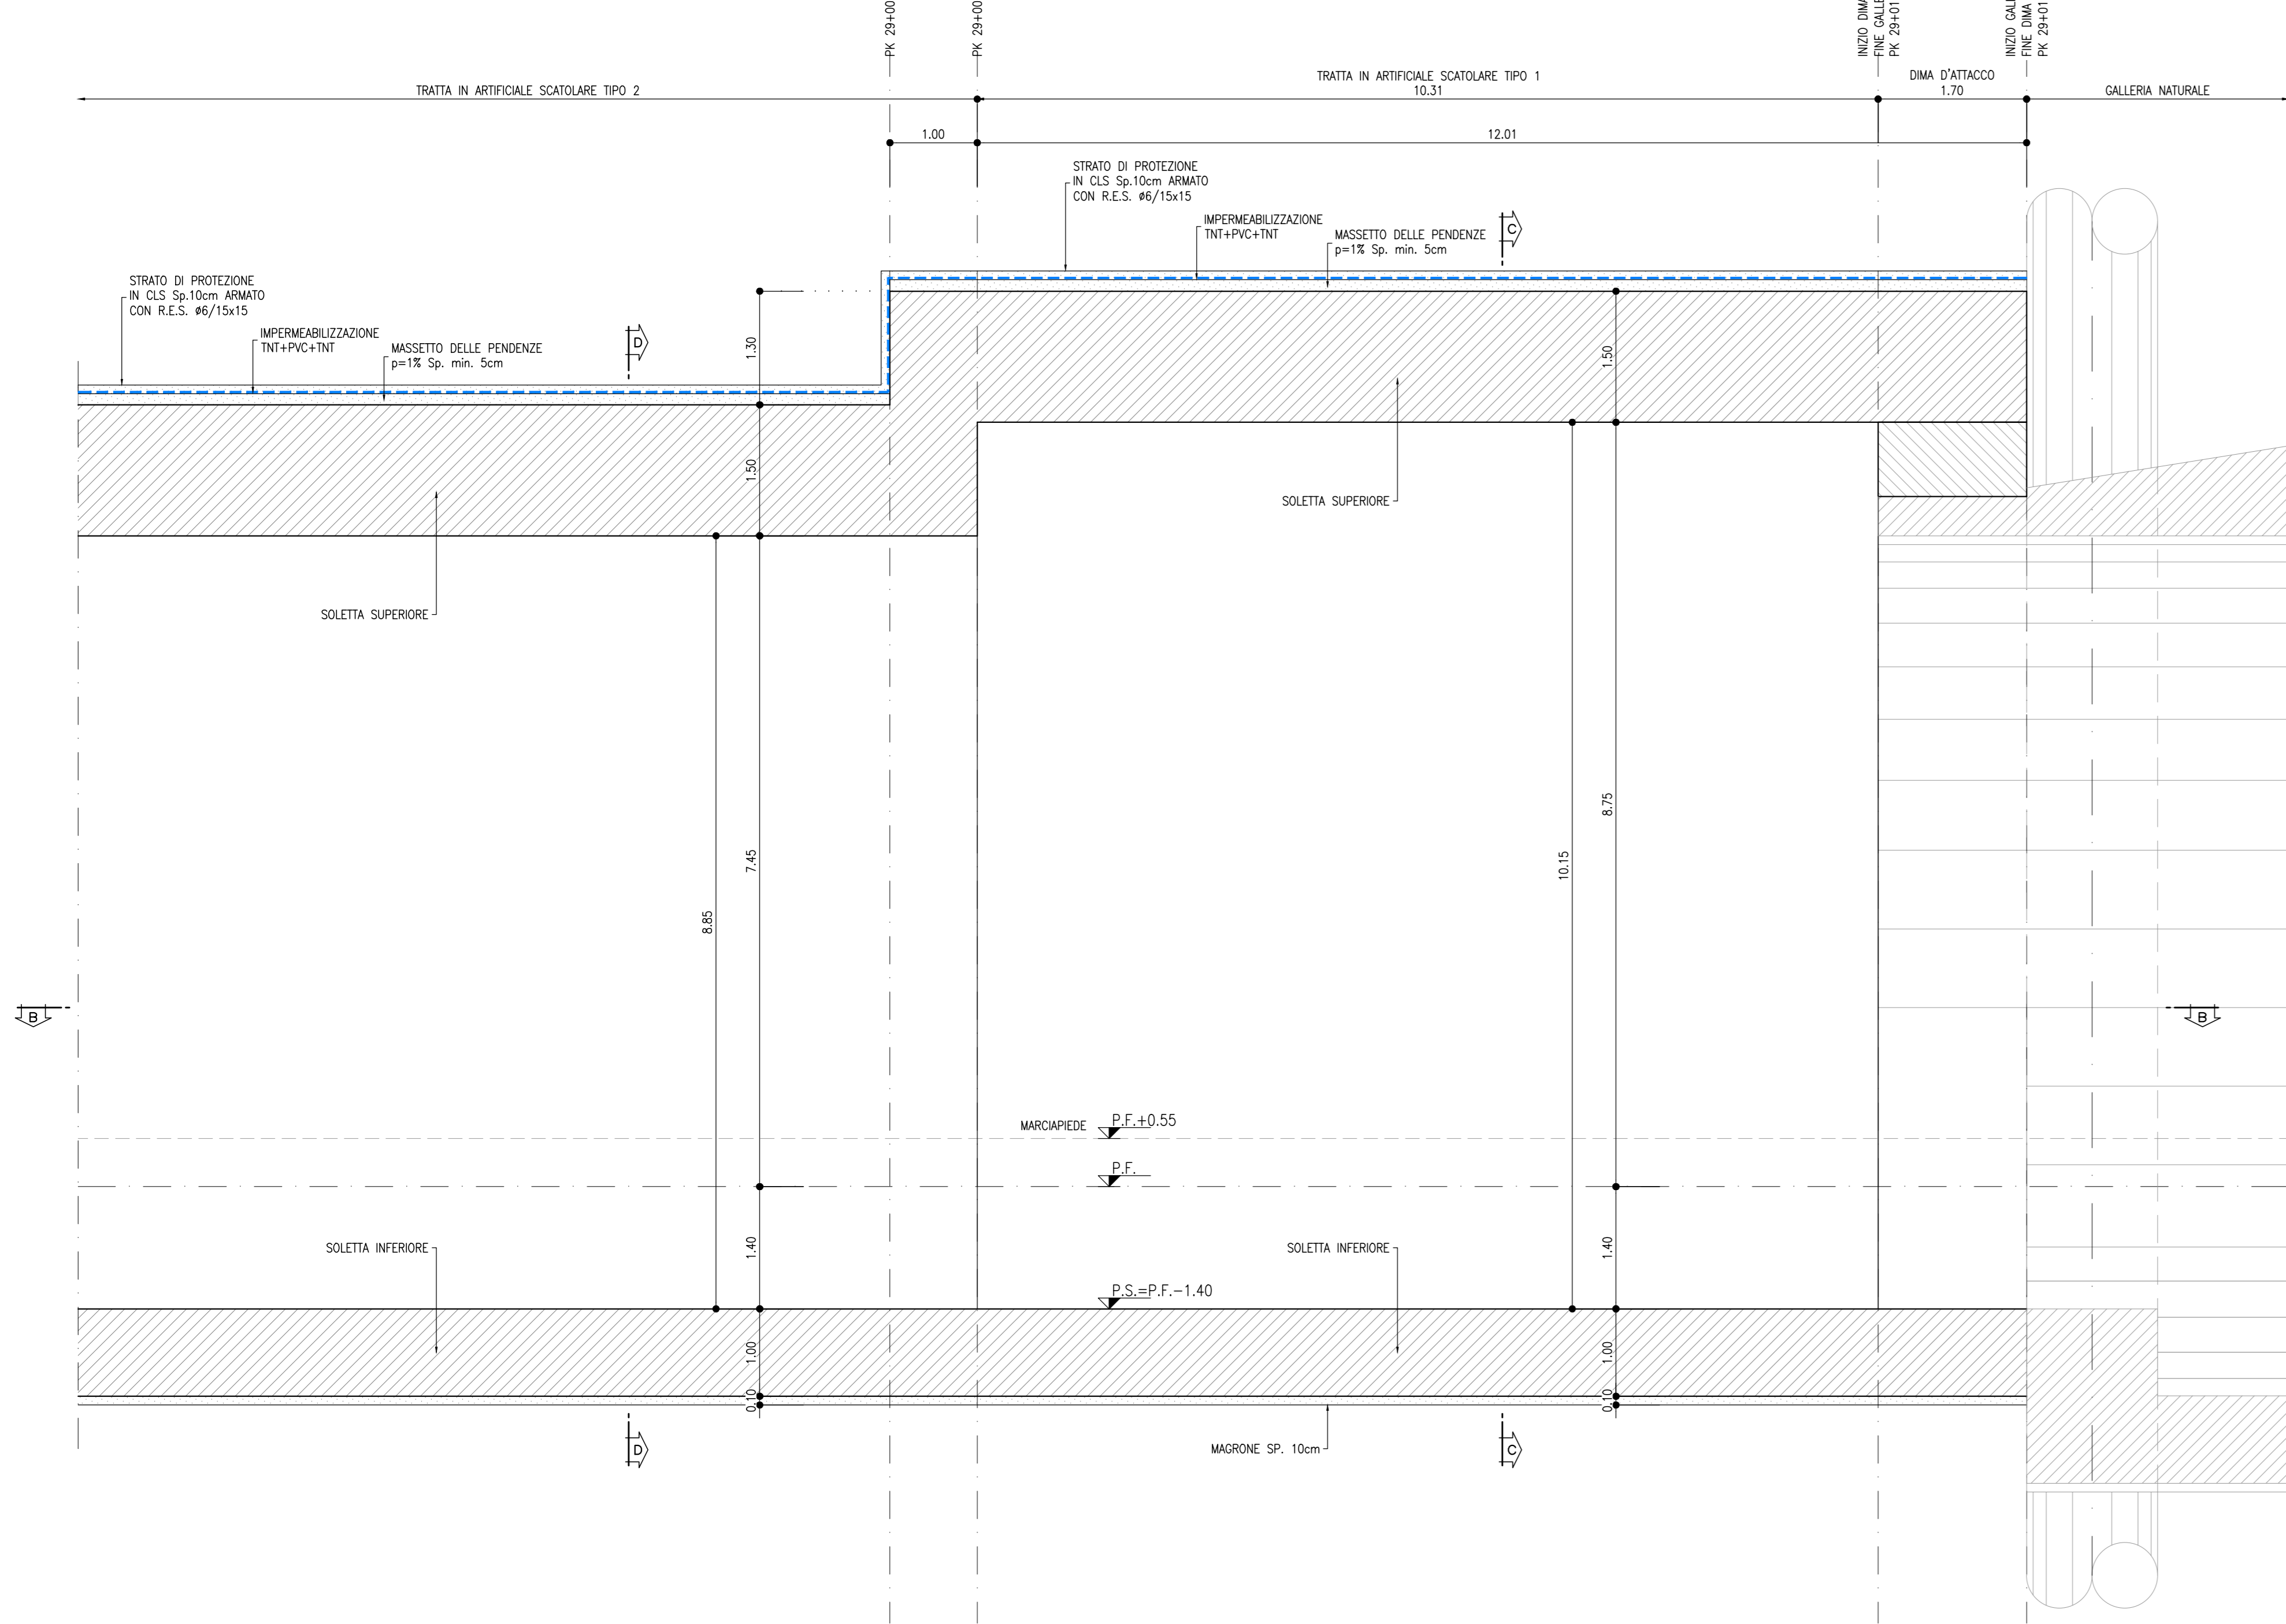 PK 29+00
PK 29+00
FINE GALLE
PK 29+01
INIZIO GAL
FINE DIMA
PK 29+01
TRATTA IN ARTIFICIALE SCATOLARE TIPO 2
TRATTA IN ARTIFICIALE SCATOLARE TIPO 1
10.31
DIMA D'ATTACCO
1.70
GALLERIA NATURALE
1.00
12.01
STRATO DI PROTEZIONE
IN CLS Sp.10cm ARMATO
CON R.E.S. ø6/15x15
IMPERMEABILIZZAZIONE
TNT+PVC+TNT
MASSETTO DELLE PENDENZE
p=1% Sp. min. 5cm
C
STRATO DI PROTEZIONE
IN CLS Sp.10cm ARMATO
CON R.E.S. ø6/15x15
IMPERMEABILIZZAZIONE
TNT+PVC+TNT
MASSETTO DELLE PENDENZE
p=1% Sp. min. 5cm
D
1.30
1.50
1.50
SOLETTA SUPERIORE
SOLETTA SUPERIORE
8.75
7.45
10.15
8.85
B
B
MARCIAPIEDE
P.F.+0.55
P.F.
SOLETTA INFERIORE
1.40
SOLETTA INFERIORE
1.40
P.S.=P.F.-1.40
1.00
1.00
0.10
0.10
D
MAGRONE SP. 10cm
C